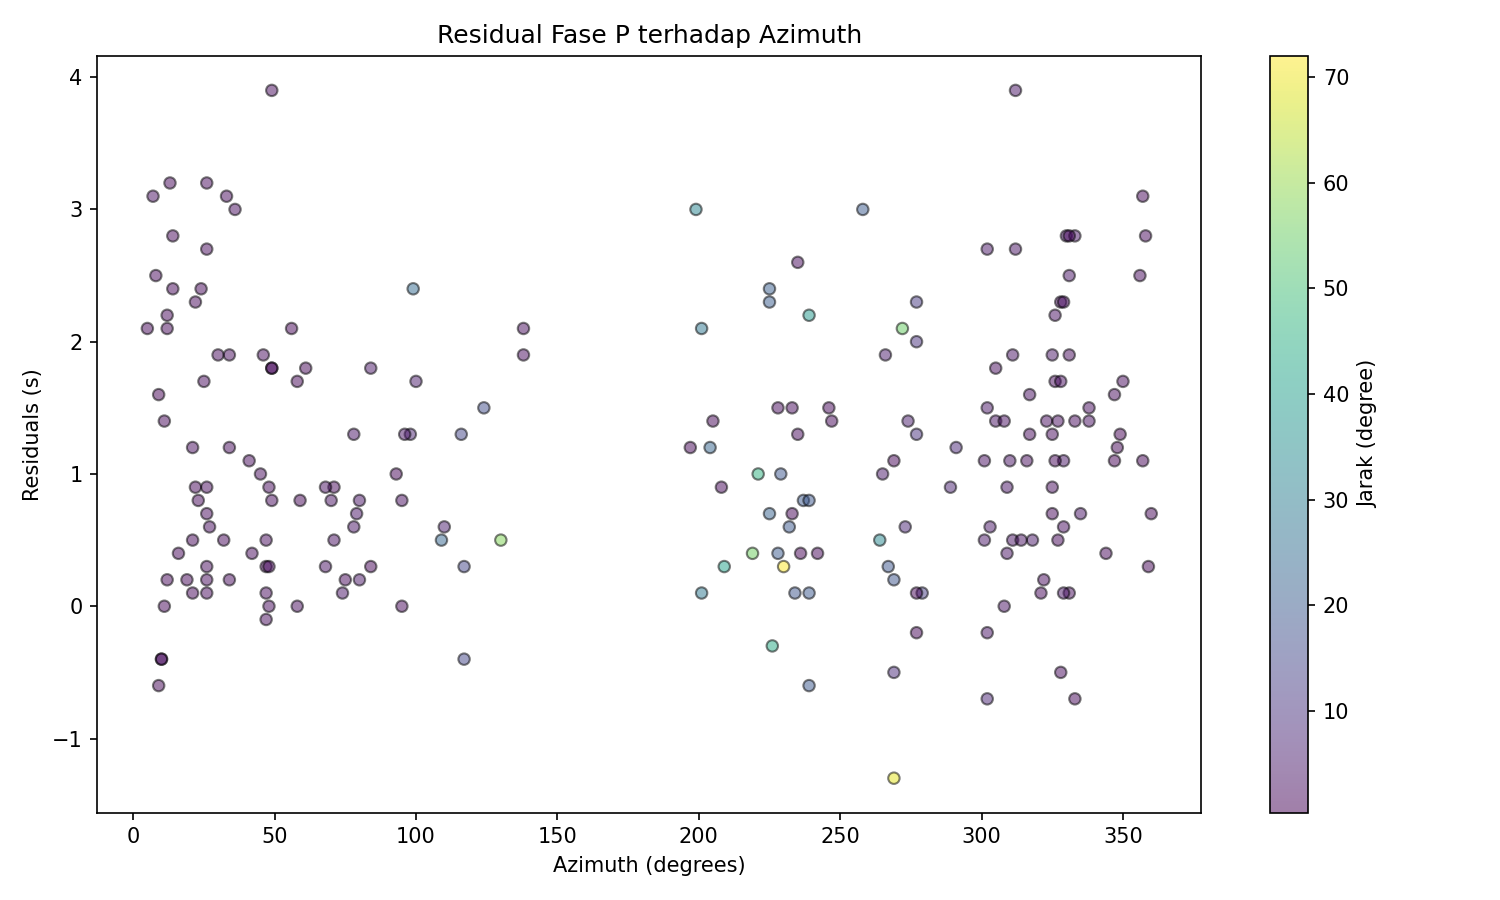 Residual Fase P terhadap Azimuth
4
3
2
1
0
−1
Residuals (s)
0 50 100 150 200 250 300 350
Azimuth (degrees)
70
60
50
40
30
20
10
Jarak (degree)